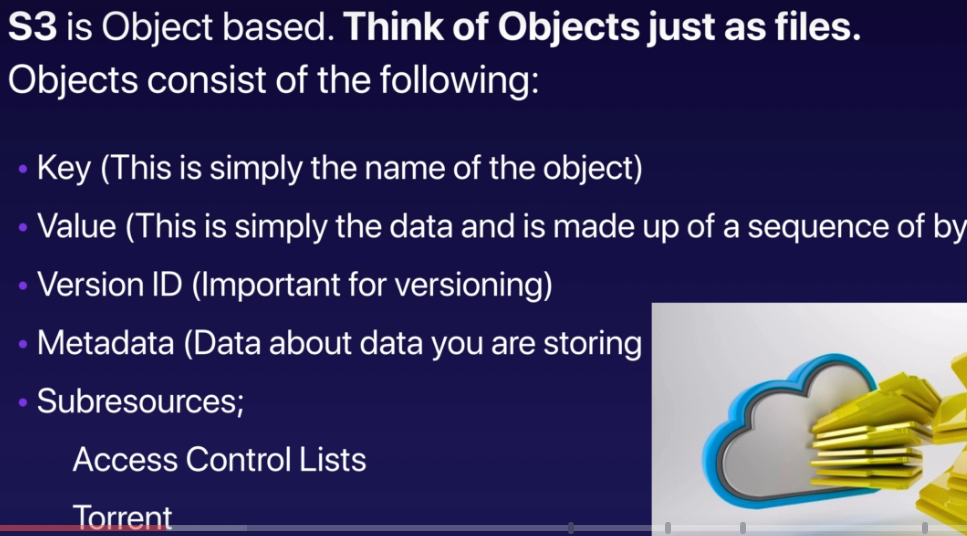 S3 is Object based. Think of Objects just as files.
Objects consist of the following:
• Key (This is simply the name of the object)
• Value (This is simply the data and is made up of a sequence of by
• Version ID (Important for versioning)
• Metadata (Data about data you are storing
• Subresources;
Access Control Lists
Torrent